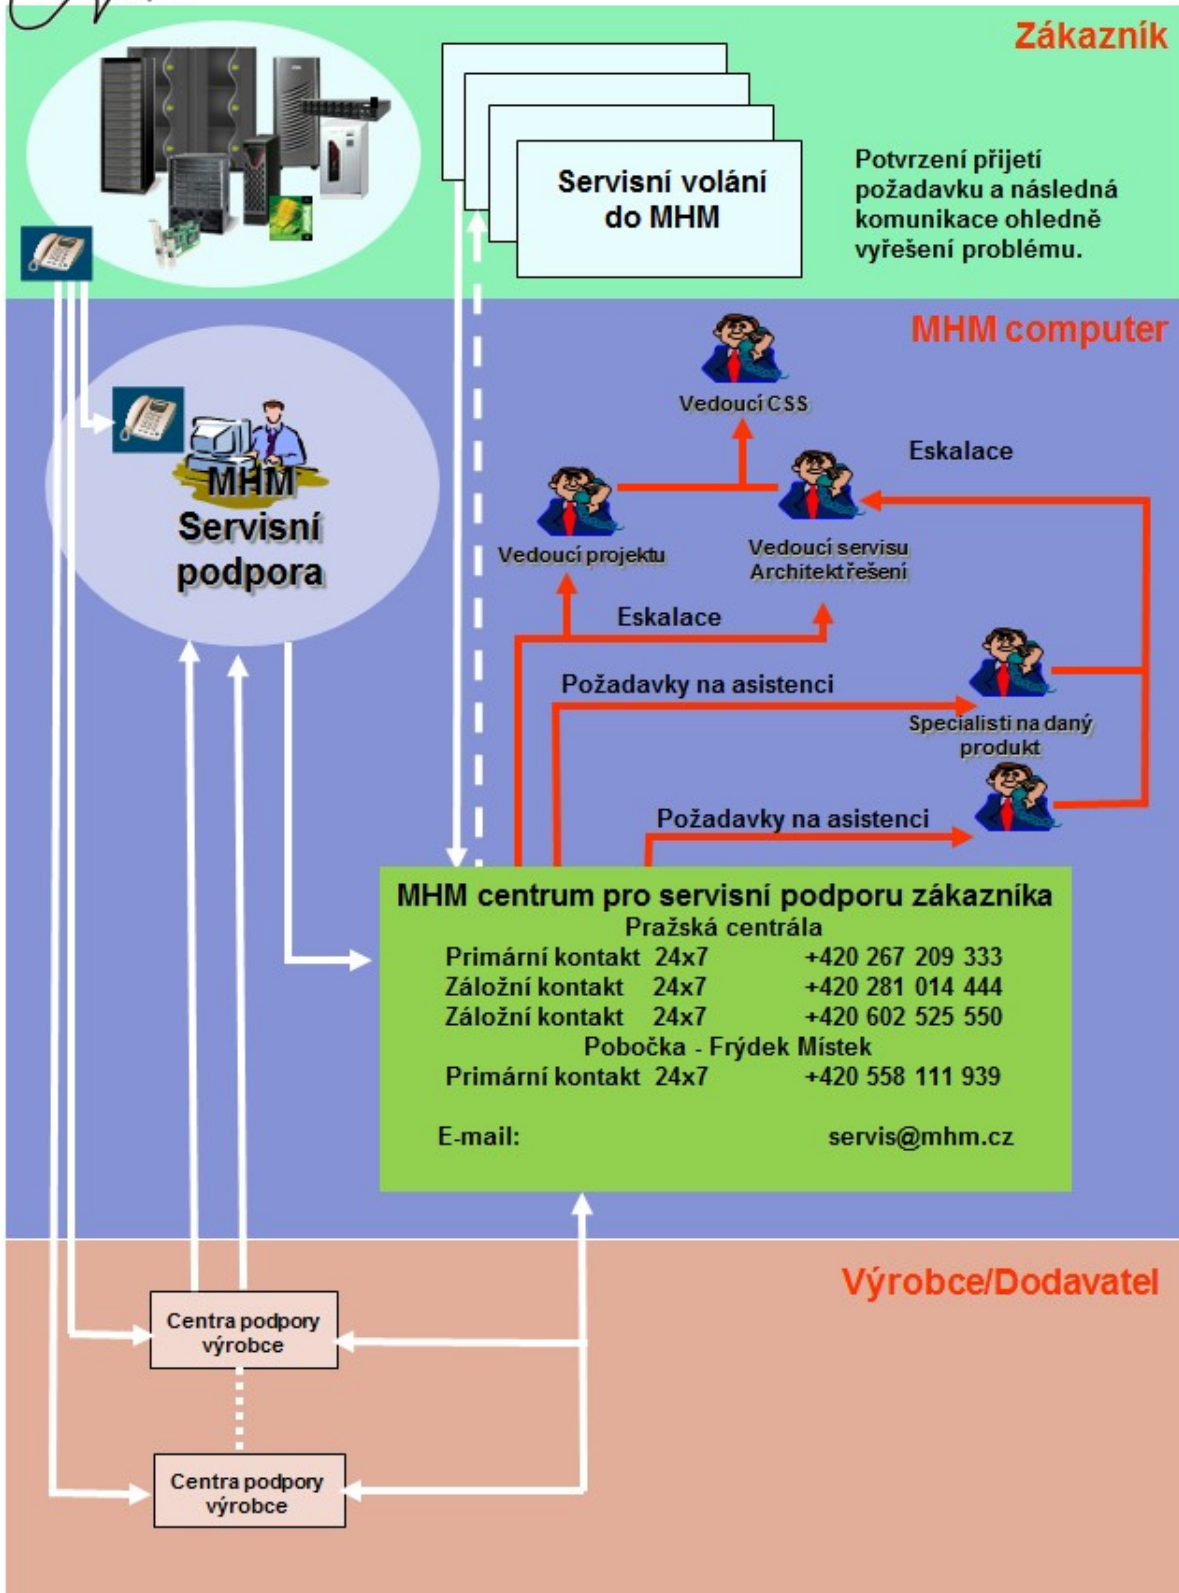 Zákazník
Servisní volání
do MHM
Potvrzení přijetí
požadavku a následná
komunikace ohledně
vyřešení problému.
MHM computer
Vedoucí CSS
Eskalace
MHM
Servisní
podpora
Vedoucí projektu
Vedoucí servisu
Architekt řešení
Eskalace
Požadavky na asistenci
Specialisti na daný
produkt
Požadavky na asistenci
MHM centrum pro servisní podporu zákazníka
Pražská centrála
Primární kontakt 24x7 +420 267 209 333
Záložní kontakt 24x7 +420 281 014 444
Záložní kontakt 24x7 +420 602 525 550
Pobočka - Frýdek Místek
Primární kontakt 24x7 +420 558 111 939
E-mail: servis@mhm.cz
Výrobce/Dodavatel
Centra podpory
výrobce
Centra podpory
výrobce